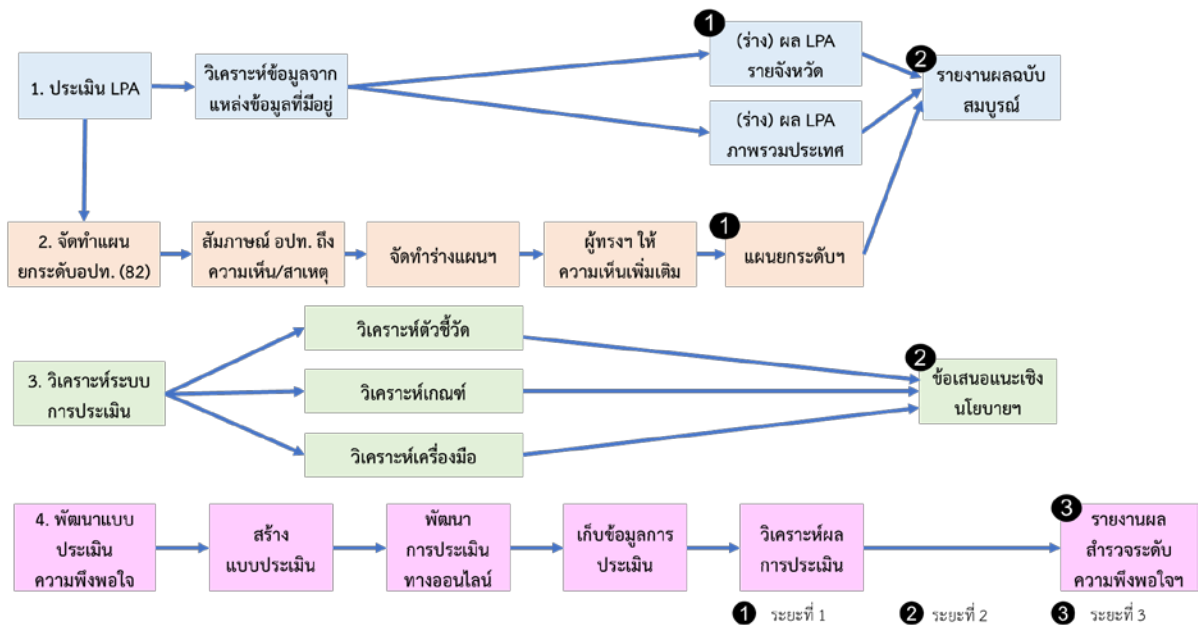 1
(ร่าง) ผล LPA
รายจังหวัด
1. ประเมิน LPA
วิเคราะห์ข้อมูลจาก
แหล่งข้อมูลที่มีอยู่
2
รายงานผลฉบับ
สมบูรณ์
(ร่าง) ผล LPA
ภาพรวมประเทศ
2. จัดทำแผน
ยกระดับอปท. (82)
สัมภาษณ์ อปท. ถึง
ความเห็น/สาเหตุ
จัดทำร่างแผนฯ
ผู้ทรงฯ ให้
ความเห็นเพิ่มเติม
1
แผนยกระดับฯ
3. วิเคราะห์ระบบ
การประเมิน
วิเคราะห์ตัวชี้วัด
วิเคราะห์เกณฑ์
วิเคราะห์เครื่องมือ
2
ข้อเสนอแนะเชิง
นโยบายฯ
4. พัฒนาแบบ
ประเมิน
ความพึงพอใจ
สร้าง
แบบประเมิน
พัฒนา
การประเมิน
ทางออนไลน์
เก็บข้อมูลการ
ประเมิน
วิเคราะห์ผล
การประเมิน
3
รายงานผล
สำรวจระดับ
ความพึงพอใจฯ
1 ระยะที่ 1
2 ระยะที่ 2
3 ระยะที่ 3